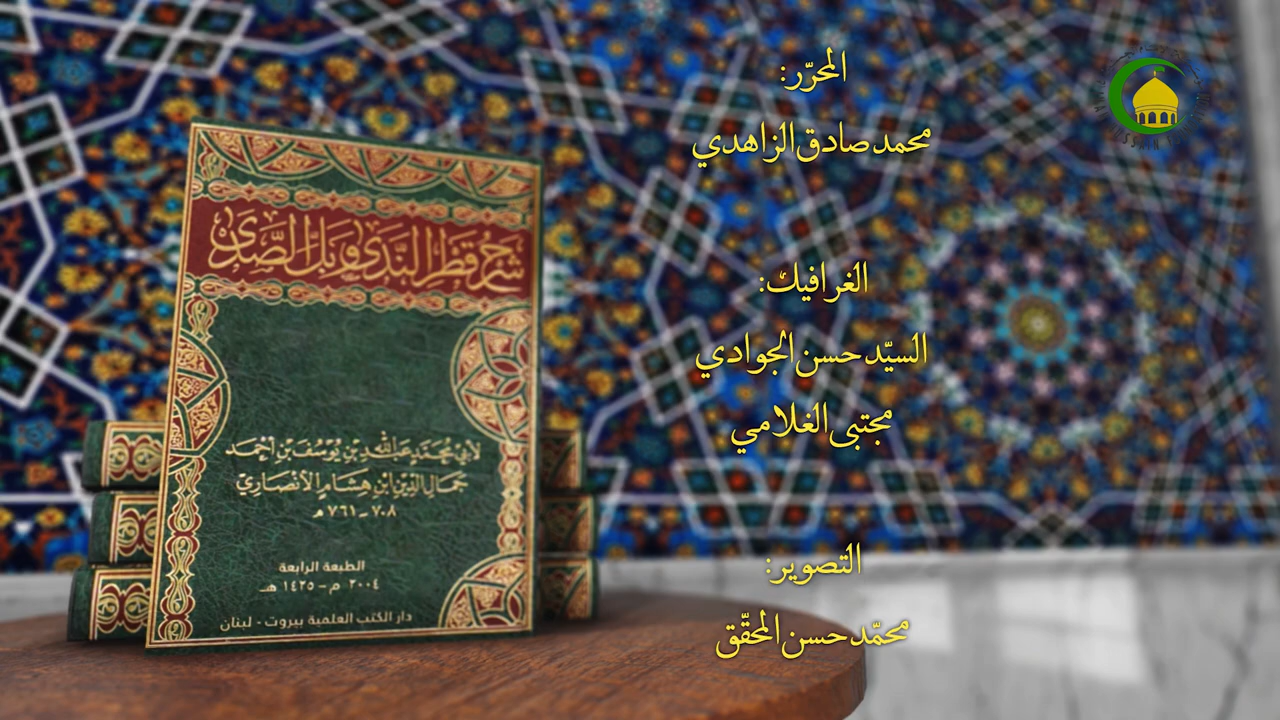 شرح قطر الندى وبل الصدى
لأبي محمد عبد الله جمال الدين بن يوسف بن أحمد
جمال الدين ابن هشام الأنصاري
٧٠٨ - ٧٦١ هـ
الطبعة الرابعة
٢٠٠٤ م - ١٤٢٥ هـ
دار الكتب العلمية بيروت - لبنان
المحرّر:
محمد صادق الزاهدي
الغرافيك:
السيّد حسن الجوادي
مجتبى الغلامي
التصوير:
محمّد حسن المحقّق